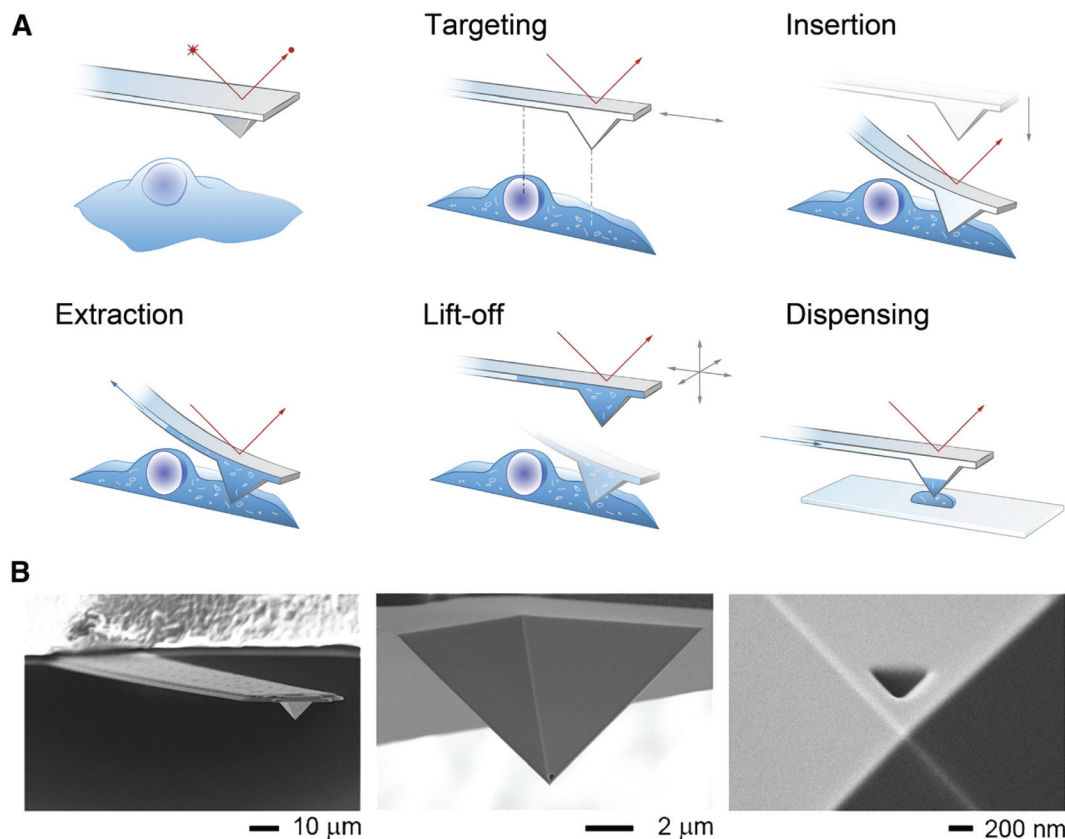 A
Targeting
Insertion
Extraction
Lift-off
Dispensing
B
10 μm
2 μm
200 nm